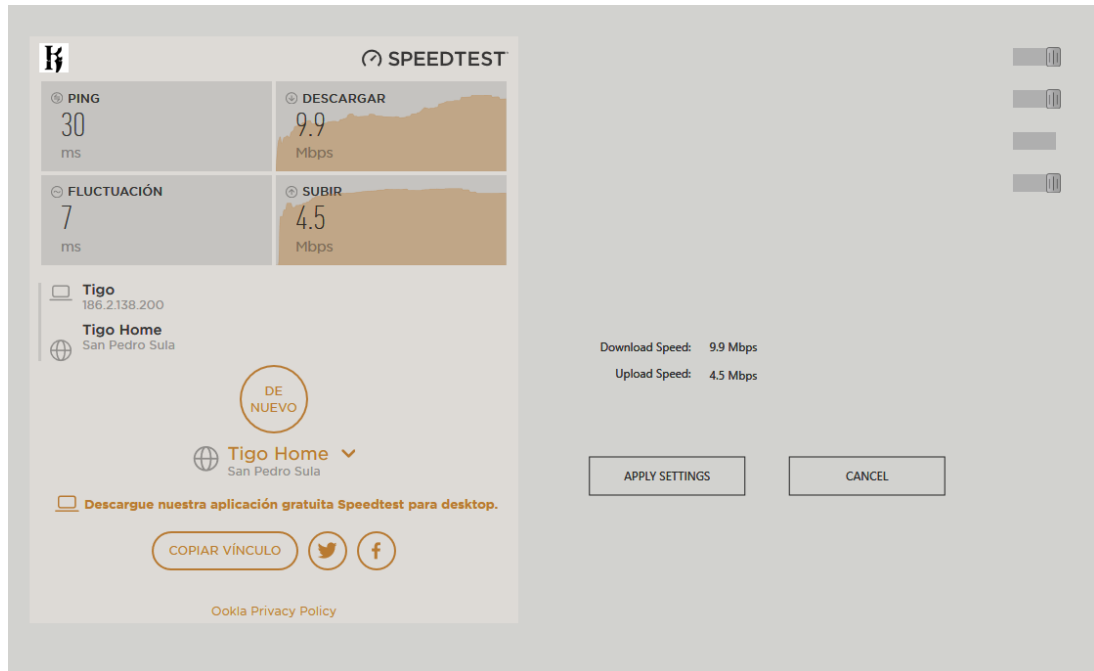 SPEEDTEST
PING
30
ms
DESCARGAR
9.9
Mbps
FLUCTUACIÓN
7
ms
SUBIR
4.5
Mbps
Tigo
186.2.138.200
Tigo Home
San Pedro Sula
DE
NUEVO
Tigo Home
San Pedro Sula
Descargue nuestra aplicación gratuita Speedtest para desktop.
COPIAR VÍNCULO
Ookla Privacy Policy
Download Speed: 9.9 Mbps
Upload Speed: 4.5 Mbps
APPLY SETTINGS
CANCEL